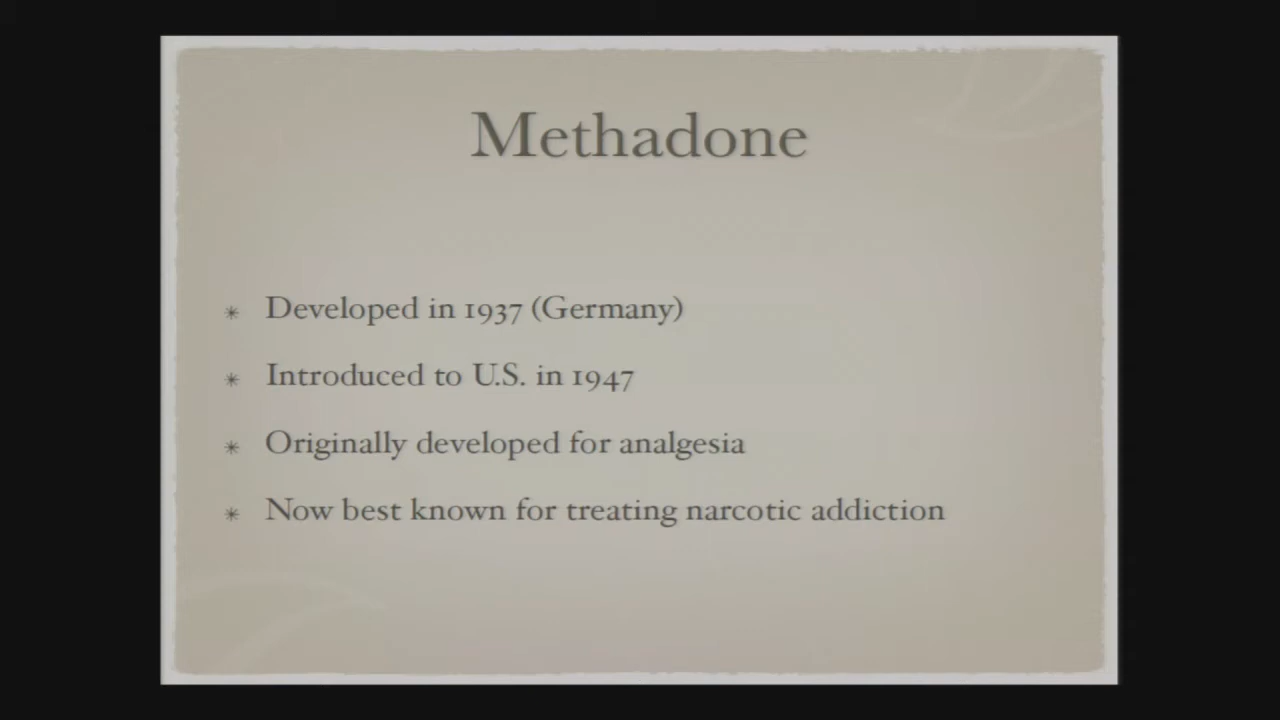 Methadone
* Developed in 1937 (Germany)
* Introduced to U.S. in 1947
* Originally developed for analgesia
* Now best known for treating narcotic addiction